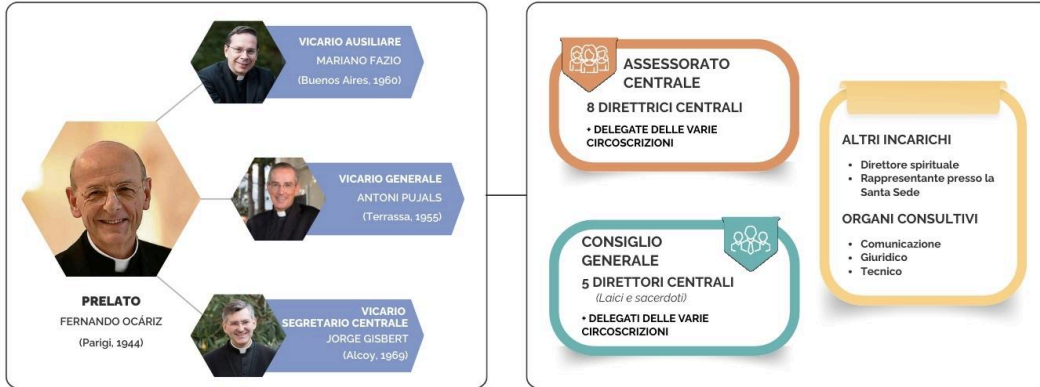 VICARIO AUSILIARE
MARIANO FAZIO
(Buenos Aires, 1960)
VICARIO GENERALE
ANTONI PUJALS
(Terrassa, 1955)
VICARIO
SEGRETARIO CENTRALE
JORGE GISBERT
(Alcoy, 1969)
PRELATO
FERNANDO OCÁRIZ
(Parigi, 1944)
ASSESSORATO
CENTRALE
8 DIRETTRICI CENTRALI
+ DELEGATE DELLE VARIE
CIRCOSCRIZIONI
CONSIGLIO
GENERALE
5 DIRETTORI CENTRALI
(Laici e sacerdoti)
+ DELEGATI DELLE VARIE
CIRCOSCRIZIONI
ALTRI INCARICHI
• Direttore spirituale
• Rappresentante presso la
Santa Sede
ORGANI CONSULTIVI
• Comunicazione
• Giuridico
• Tecnico